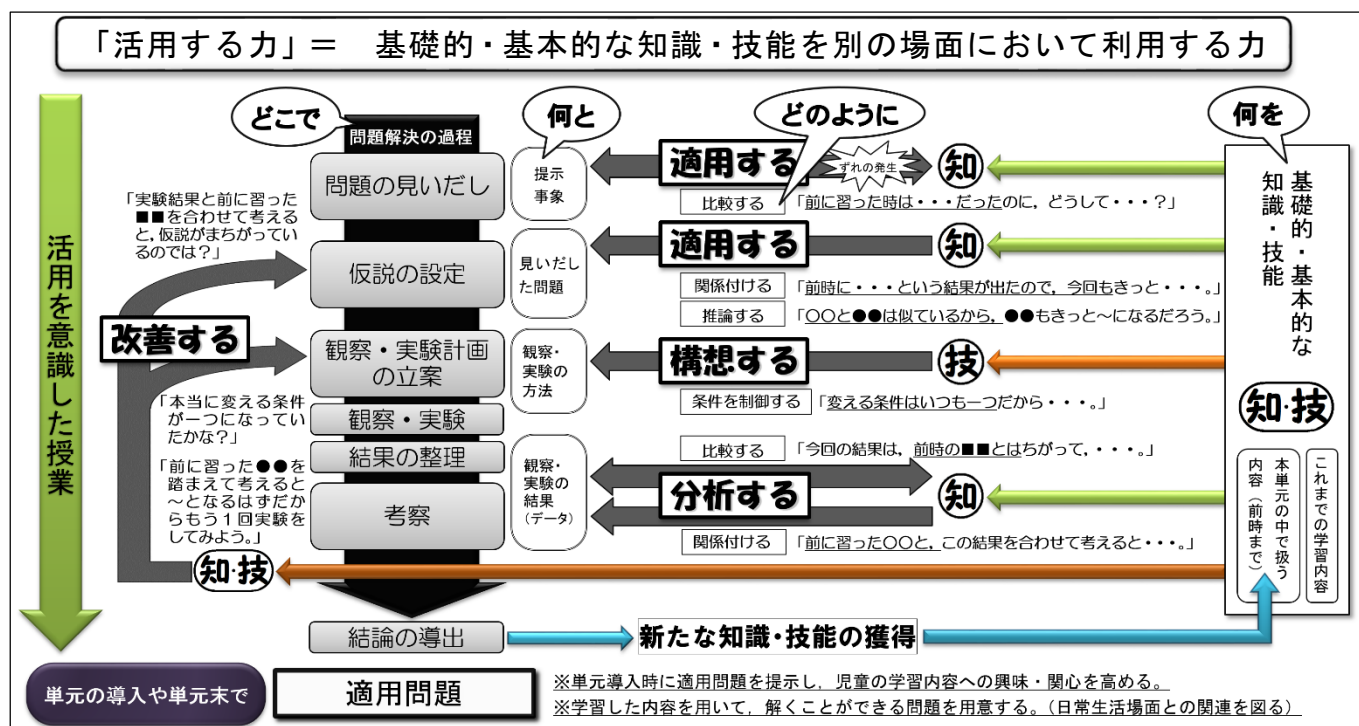 「活用する力」＝　基礎的・基本的な知識・技能を別の場面において利用する力
どこで
何と
どのように
何を
活用を意識した授業
問題解決の過程
問題の見いだし
提示
事象
適用する
ずれの発生
知
比較する
「前に習った時は・・・だったのに，どうして・・・？」
「実験結果と前に習った
■■を合わせて考える
と，仮説がまちがってい
るのでは？」
仮説の設定
見いだし
た問題
適用する
知
関係付ける
「前時に・・・という結果が出たので，今回もきっと・・・。」
推論する
「〇〇と●●は似ているから，●●もきっと～になるだろう。」
改善する
観察・実験計画
の立案
観察・
実験の
方法
構想する
技
条件を制御する
「変える条件はいつも一つだから・・・。」
「本当に変える条件
が一つになってい
たかな？」
観察・実験
結果の整理
考察
観察・
実験の
結果
（データ）
比較する
「今回の結果は，前時の■■とはちがって，・・・。」
分析する
知
関係付ける
「前に習った〇〇と，この結果を合わせて考えると・・・。」
「前に習った●●を
踏まえて考えると
～となるはずだか
らもう１回実験を
してみよう。」
知・技
基礎的・基本的な
知識・技能
知・技
これまでの学習内容
本単元の中で扱う
内容（前時まで）
結論の導出
新たな知識・技能の獲得
単元の導入や単元末で
適用問題
※単元導入時に適用問題を提示し，児童の学習内容への興味・関心を高める。
※学習した内容を用いて，解くことができる問題を用意する。（日常生活場面との関連を図る）